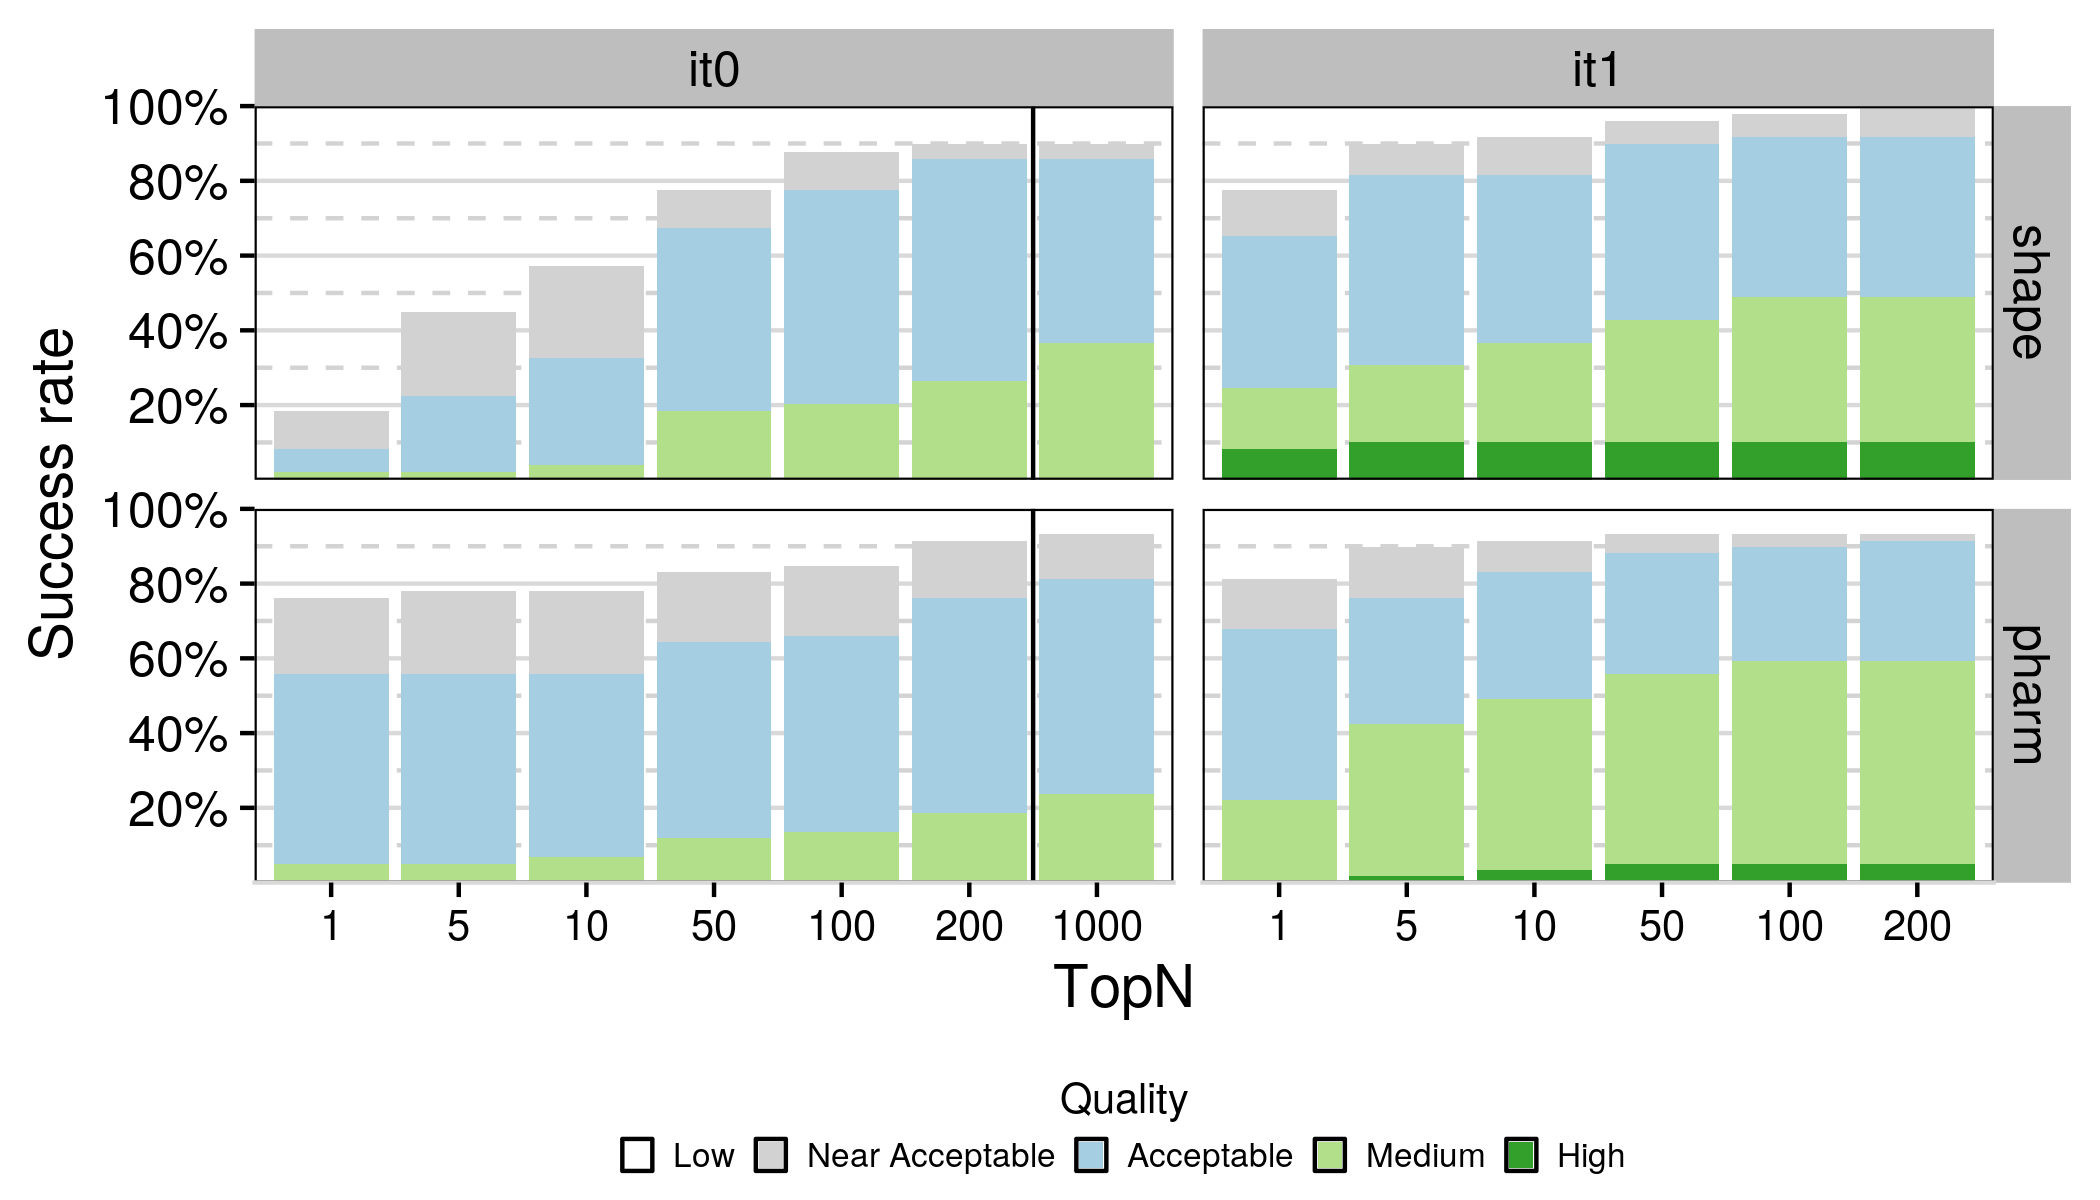 it0 it1
100%
80%
60%
40%
20%
shape
Success rate
100%
80%
60%
40%
20%
pharm
1 5 10 50 100 200 1000 1 5 10 50 100 200
TopN
Quality
Low Near Acceptable Acceptable Medium High